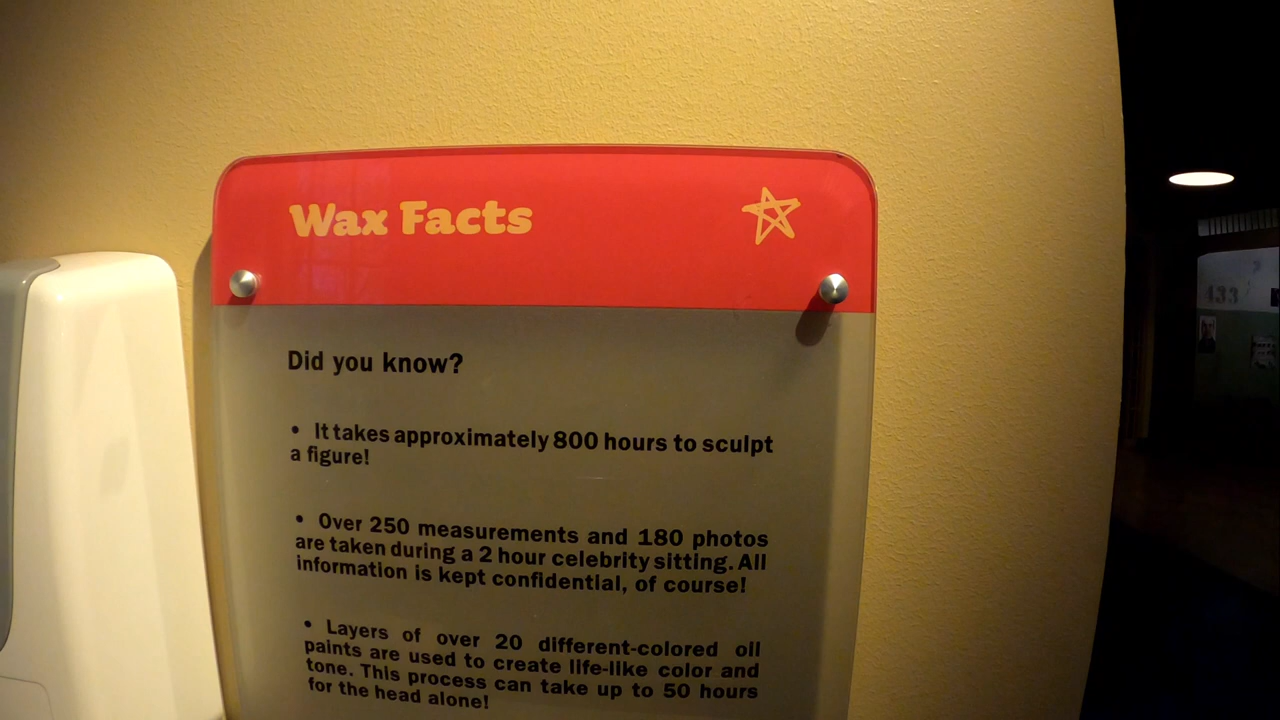 Wax Facts
Did you know?
• It takes approximately 800 hours to sculpt
a figure!
• Over 250 measurements and 180 photos
are taken during a 2 hour celebrity sitting. All
information is kept confidential, of course!
• Layers of over 20 different-colored oil
paints are used to create life-like color and
tone. This process can take up to 50 hours
for the head alone!
133